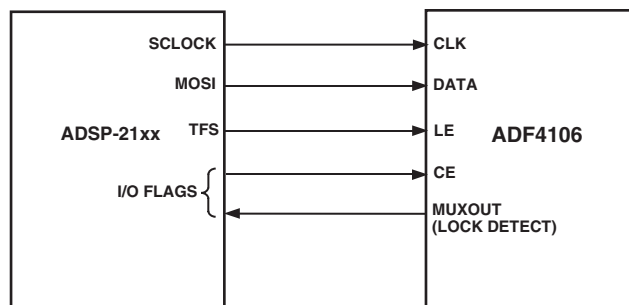 SCLOCK
CLK
MOSI
DATA
ADSP-21xx
TFS
LE
ADF4106
I/O FLAGS
CE
MUXOUT
(LOCK DETECT)